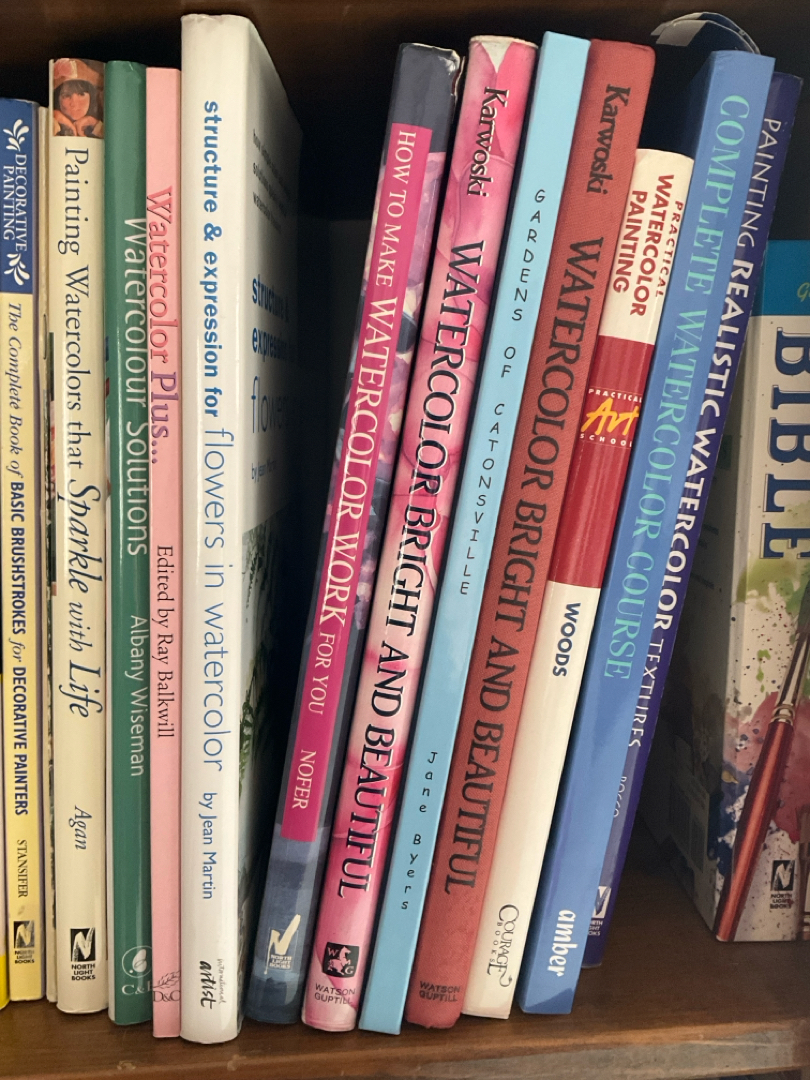 DECORATIVE
PAINTING
The Complete Book of BASIC BRUSHSTROKES for DECORATIVE PAINTERS
STANSIFER
NORTH
LIGHT
BOOKS
Painting Watercolors that Sparkle with Life
Agan
NORTH
LIGHT
BOOKS
Watercolour Solutions
Albany Wiseman
Watercolor Plus...
Edited by Ray Balkwill
D&C
structure & expression for flowers in watercolor
by Jean Martin
international
artist
HOW TO MAKE WATERCOLOR WORK FOR YOU
NOFER
NORTH
LIGHT BOOKS
Karwoski
WATERCOLOR BRIGHT AND BEAUTIFUL
W G
WATSON
GUPTILL
GARDENS OF CATONSVILLE
Jane Byers
Karwoski
WATERCOLOR BRIGHT AND BEAUTIFUL
WATSON
GUPTILL
PRACTICAL
WATERCOLOR
PAINTING
PRACTICAL
Art
SCHOOL
WOODS
COURAGE
BOOKS
COMPLETE WATERCOLOR COURSE
amber
PAINTING REALISTIC WATERCOLOR TEXTURES
BIBLE
NORTH
LIGHT
BOOKS